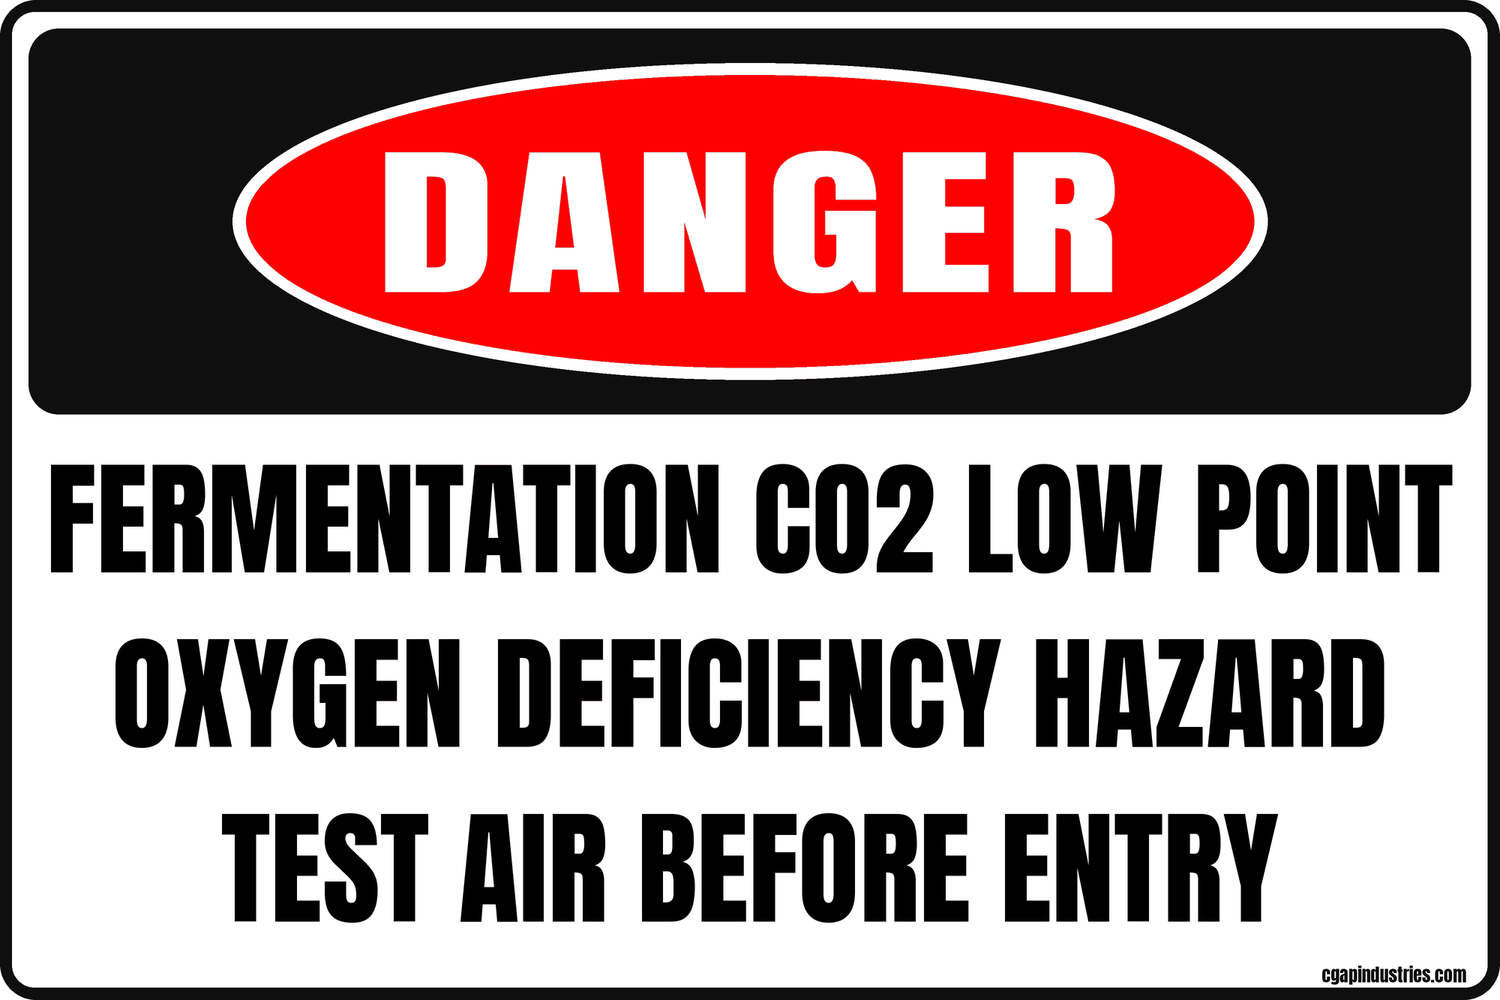 DANGER
FERMENTATION CO2 LOW POINT
OXYGEN DEFICIENCY HAZARD
TEST AIR BEFORE ENTRY
cgapindustries.com